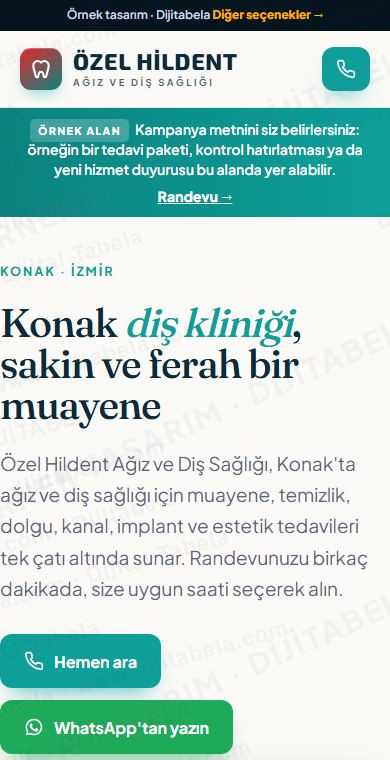 Örnek tasarım · Dijitabela Diğer seçenekler →
ÖZEL HİLDENT
AĞIZ VE DİŞ SAĞLIĞI
ÖRNEK ALAN Kampanya metnini siz belirlersiniz:
örneğin bir tedavi paketi, kontrol hatırlatması ya da
yeni hizmet duyurusu bu alanda yer alabilir.
Randevu →
KONAK · İZMİR
Konak diş kliniği,
sakin ve ferah bir
muayene
Özel Hildent Ağız ve Diş Sağlığı, Konak'ta
ağız ve diş sağlığı için muayene, temizlik,
dolgu, kanal, implant ve estetik tedavileri
tek çatı altında sunar. Randevunuzu birkaç
dakikada, size uygun saati seçerek alın.
Hemen ara
WhatsApp'tan yazın